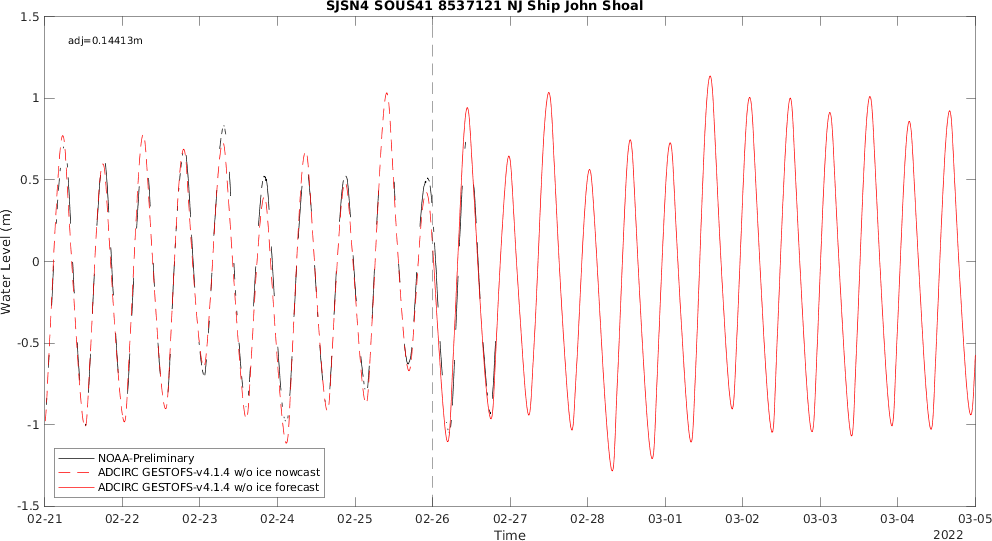 SJSN4 SOUS41 8537121 NJ Ship John Shoal
1.5
adj=0.14413m
1
0.5
0
-0.5
-1
-1.5
Water Level (m)
NOAA-Preliminary
ADCIRC GESTOFS-v4.1.4 w/o ice nowcast
ADCIRC GESTOFS-v4.1.4 w/o ice forecast
02-21 02-22 02-23 02-24 02-25 02-26 02-27 02-28 03-01 03-02 03-03 03-04 03-05
Time
2022